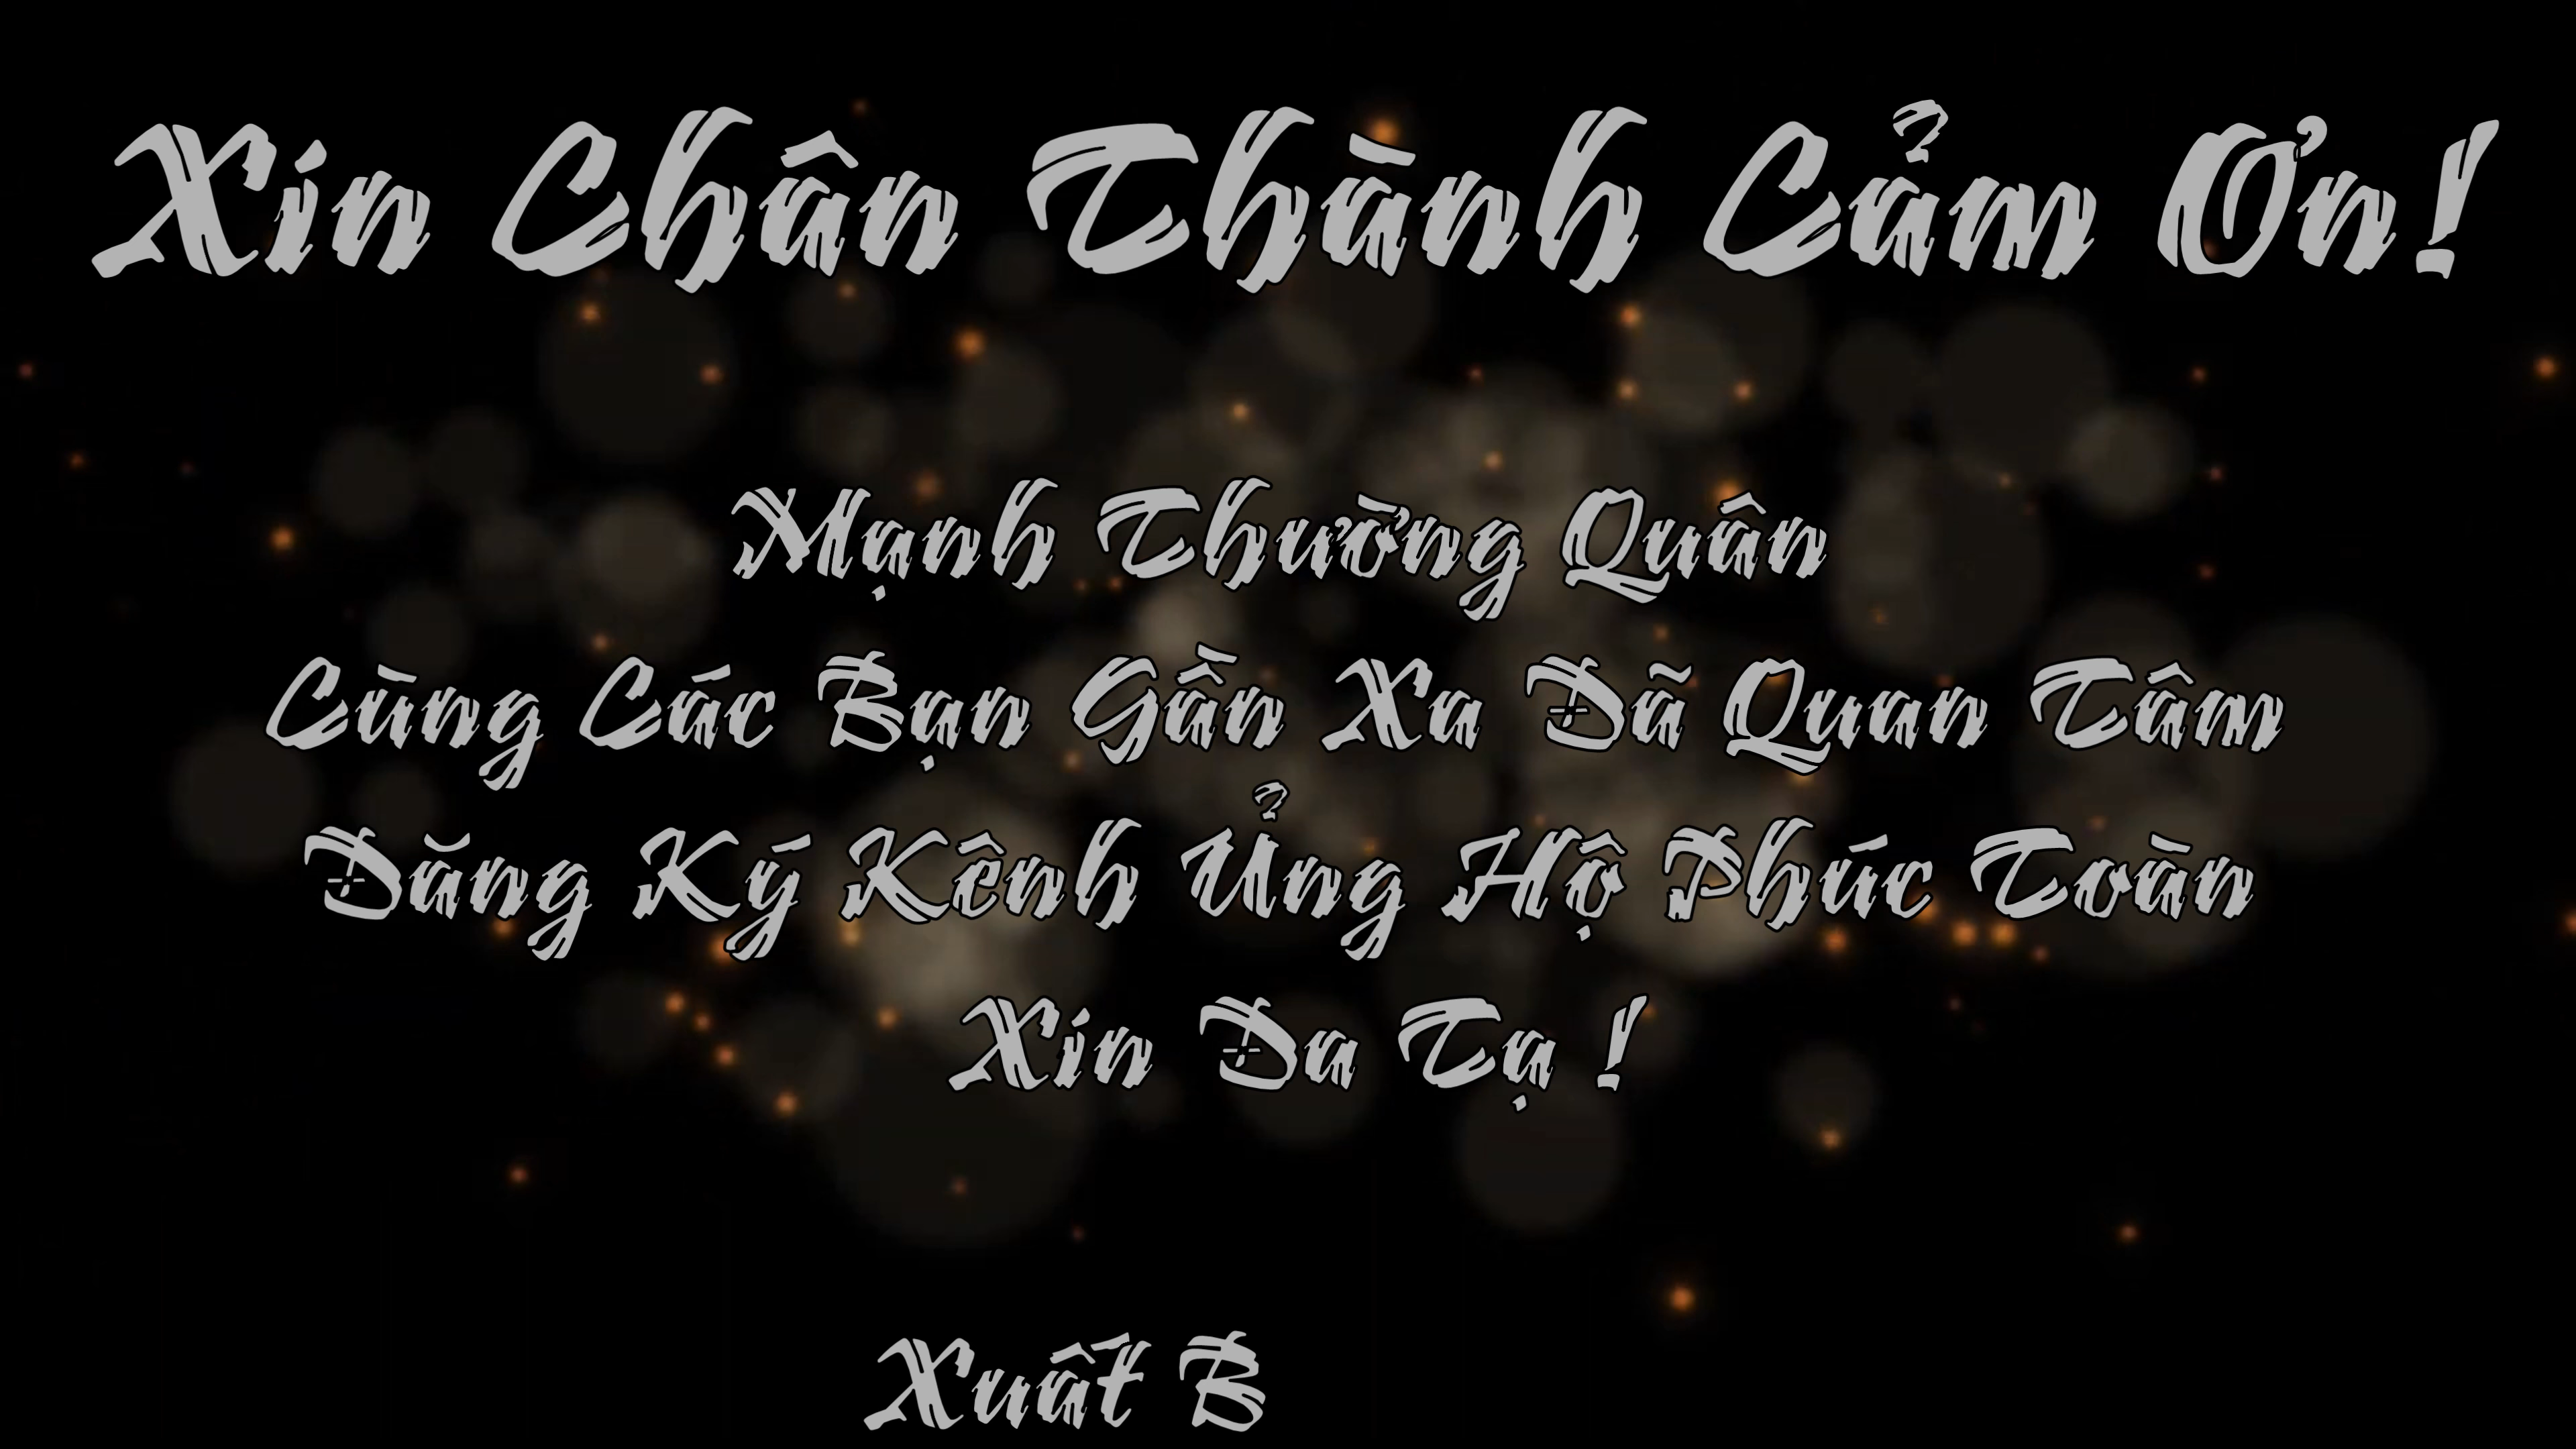 Xin Chân Thành Cảm Ơn!
Mạnh Thường Quân
Cùng Các Bạn Gần Xa Đã Quan Tâm
Đăng Ký Kênh Ủng Hộ Phúc Toàn
Xin Đa Tạ !
Xuất B